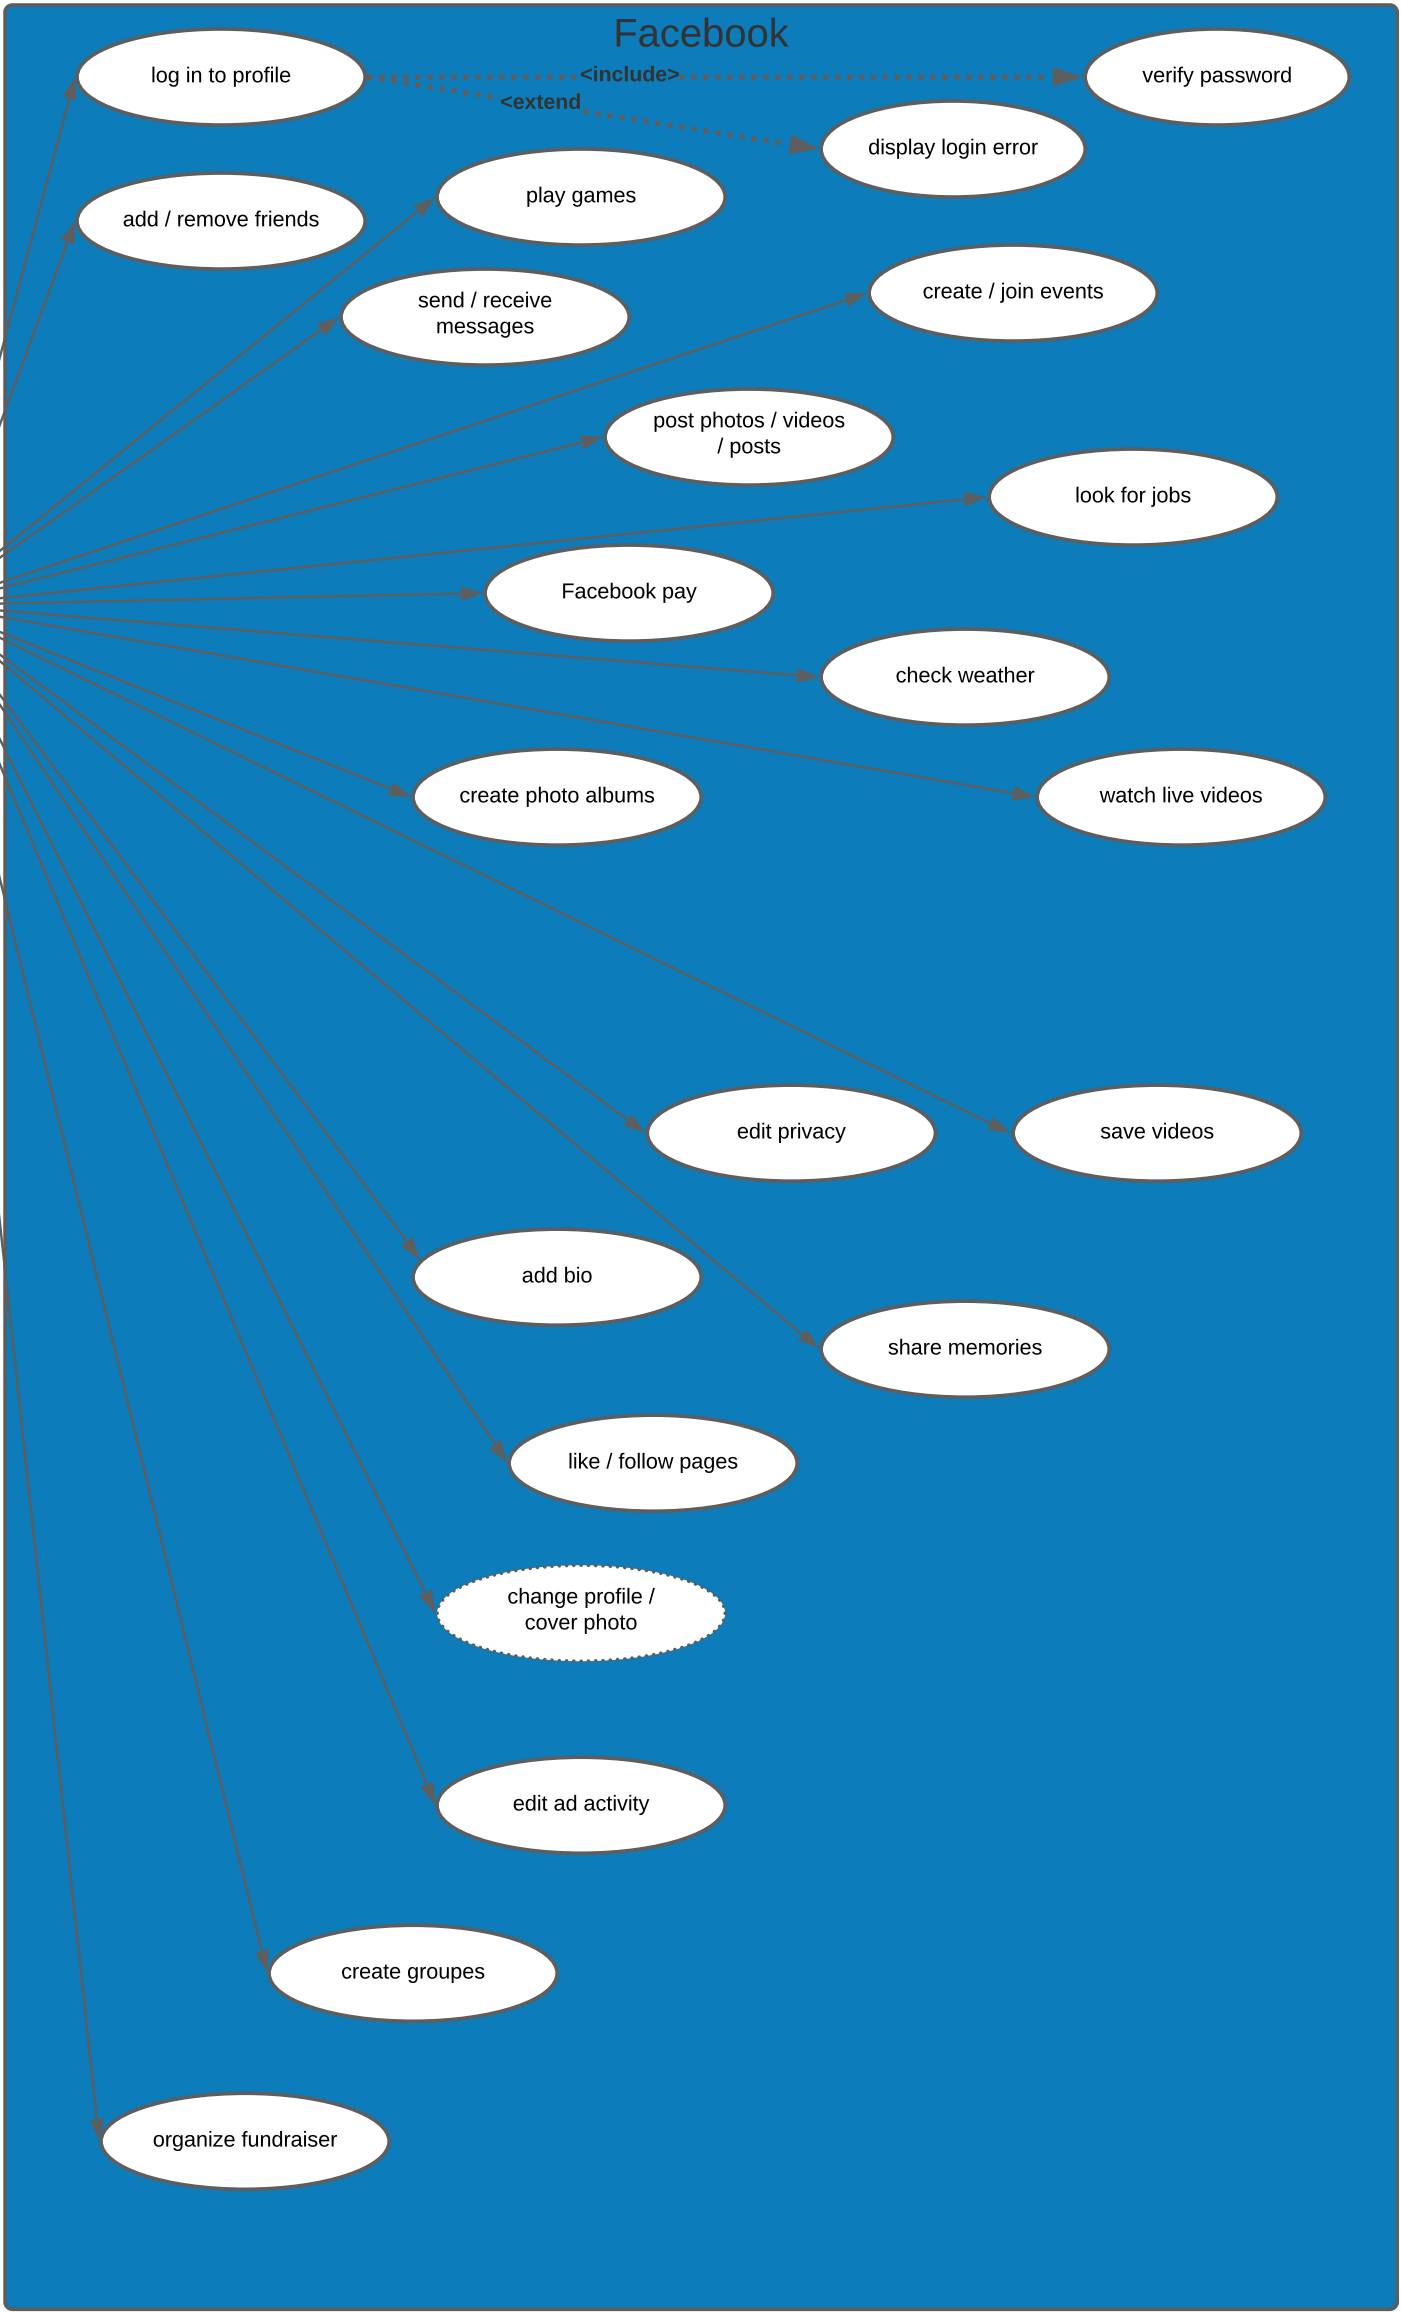 Facebook
log in to profile
<include>
verify password
<extend
display login error
play games
add / remove friends
send / receive
messages
create / join events
post photos / videos
/ posts
look for jobs
Facebook pay
check weather
create photo albums
watch live videos
edit privacy
save videos
add bio
share memories
like / follow pages
change profile /
cover photo
edit ad activity
create groupes
organize fundraiser